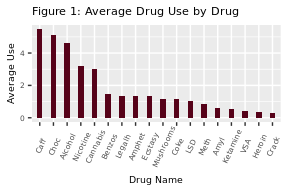 Figure 1: Average Drug Use by Drug
Average Use
4
2
0
Caff
Choc
Alcohol
Nicotine
Cannabis
Benzos
Legalh
Amphet
Ecstasy
Mushrooms
Coke
LSD
Meth
Amyl
Ketamine
VSA
Heroin
Crack
Drug Name